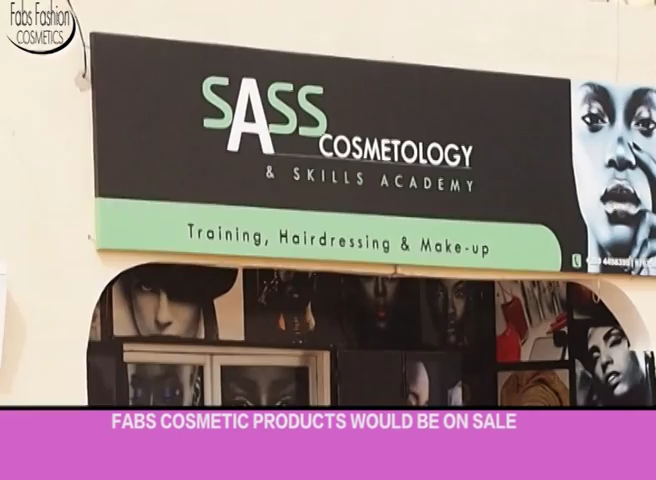 Fabs Fashion
COSMETICS
SASS
COSMETOLOGY
& SKILLS ACADEMY
Training, Hairdressing & Make-up
FABS COSMETIC PRODUCTS WOULD BE ON SALE